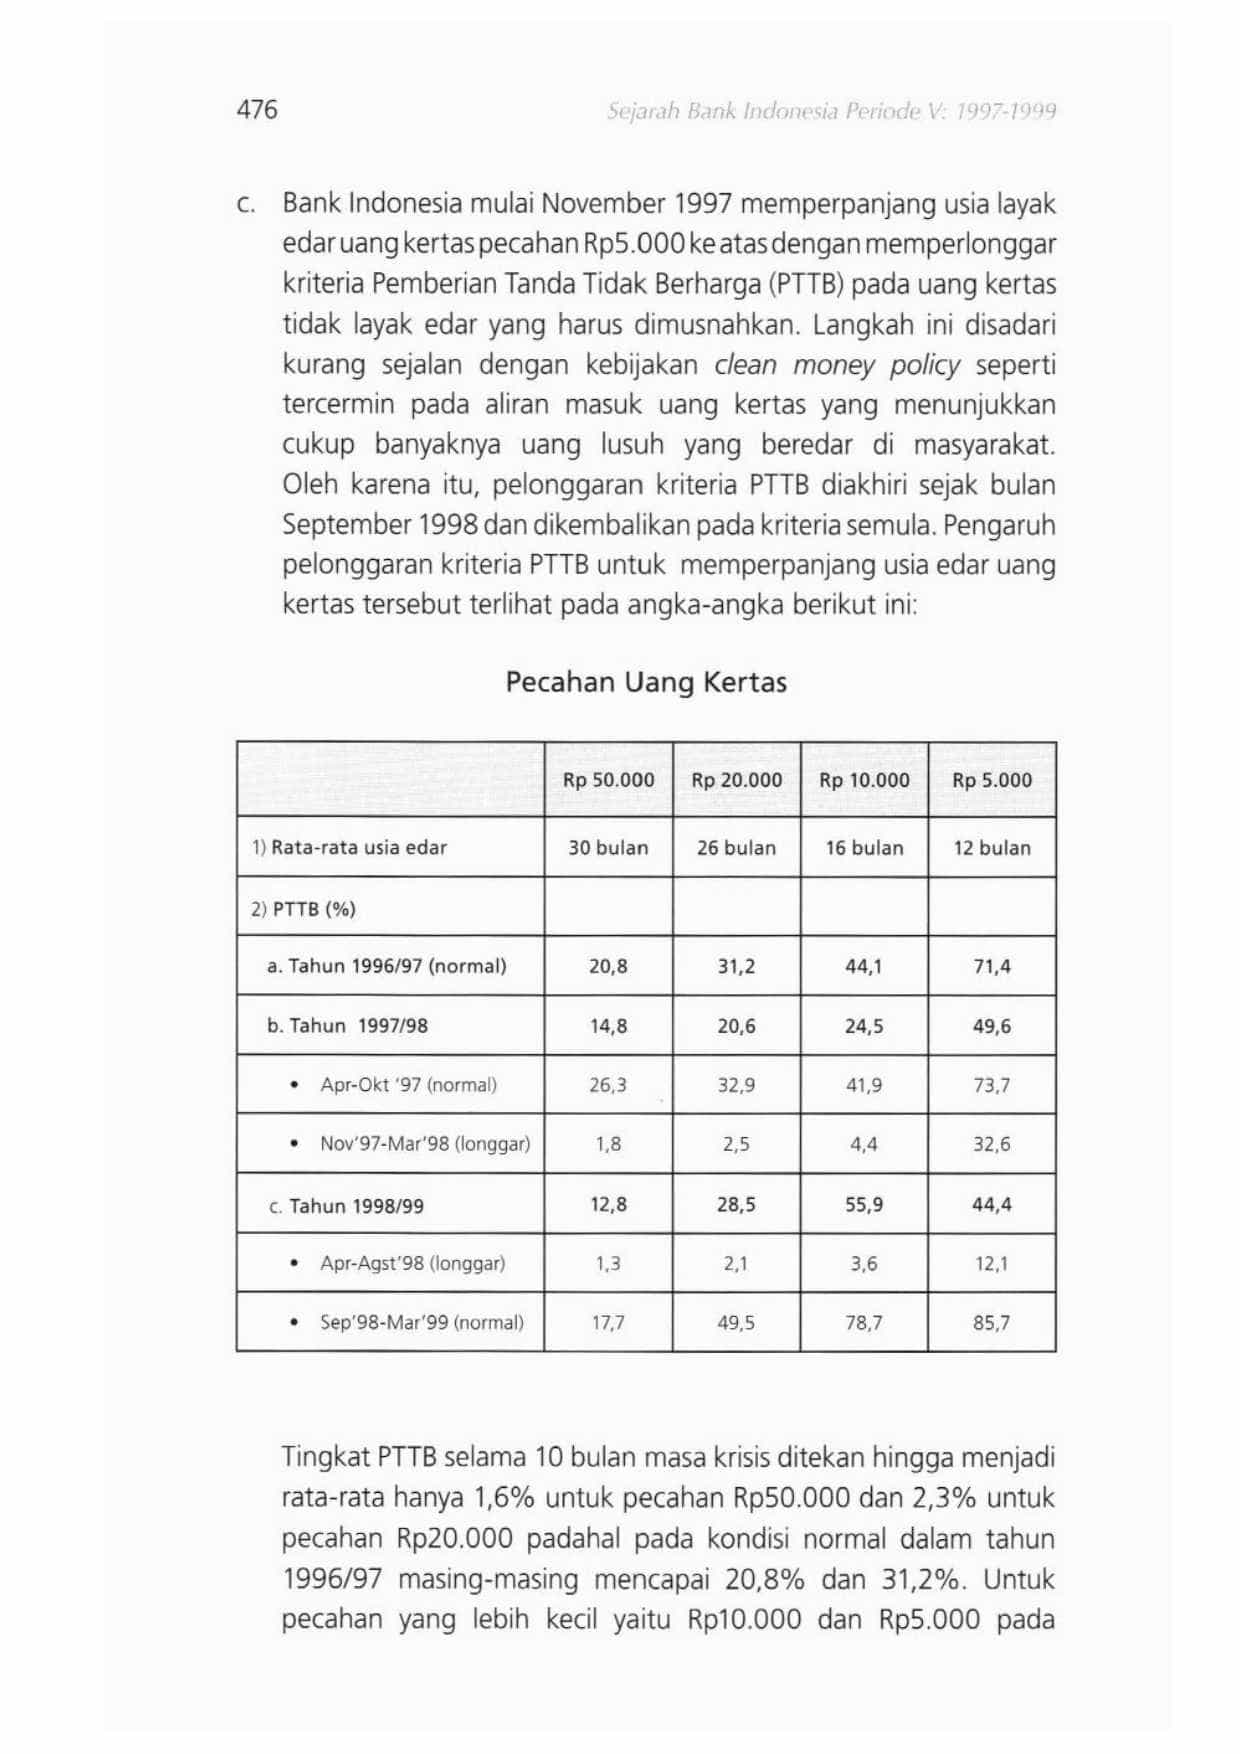 476
Sejarah Bank Indonesia Periode V: 1997-1999
c. Bank Indonesia mulai November 1997 memperpanjang usia layak
edar uang kertas pecahan Rp5.000 ke atas dengan memperlonggar
kriteria Pemberian Tanda Tidak Berharga (PTTB) pada uang kertas
tidak layak edar yang harus dimusnahkan. Langkah ini disadari
kurang sejalan dengan kebijakan clean money policy seperti
tercermin pada aliran masuk uang kertas yang menunjukkan
cukup banyaknya uang lusuh yang beredar di masyarakat.
Oleh karena itu, pelonggaran kriteria PTTB diakhiri sejak bulan
September 1998 dan dikembalikan pada kriteria semula. Pengaruh
pelonggaran kriteria PTTB untuk memperpanjang usia edar uang
kertas tersebut terlihat pada angka-angka berikut ini:
Pecahan Uang Kertas
Rp 50.000 Rp 20.000 Rp 10.000 Rp 5.000
1) Rata-rata usia edar 30 bulan 26 bulan 16 bulan 12 bulan
2) PTTB (%)
a. Tahun 1996/97 (normal) 20,8 31,2 44,1 71,4
b. Tahun 1997/98 14,8 20,6 24,5 49,6
• Apr-Okt '97 (normal) 26,3 32,9 41,9 73,7
• Nov'97-Mar'98 (longgar) 1,8 2,5 4,4 32,6
c. Tahun 1998/99 12,8 28,5 55,9 44,4
• Apr-Agst'98 (longgar) 1,3 2,1 3,6 12,1
• Sep'98-Mar'99 (normal) 17,7 49,5 78,7 85,7
Tingkat PTTB selama 10 bulan masa krisis ditekan hingga menjadi
rata-rata hanya 1,6% untuk pecahan Rp50.000 dan 2,3% untuk
pecahan Rp20.000 padahal pada kondisi normal dalam tahun
1996/97 masing-masing mencapai 20,8% dan 31,2%. Untuk
pecahan yang lebih kecil yaitu Rp10.000 dan Rp5.000 pada